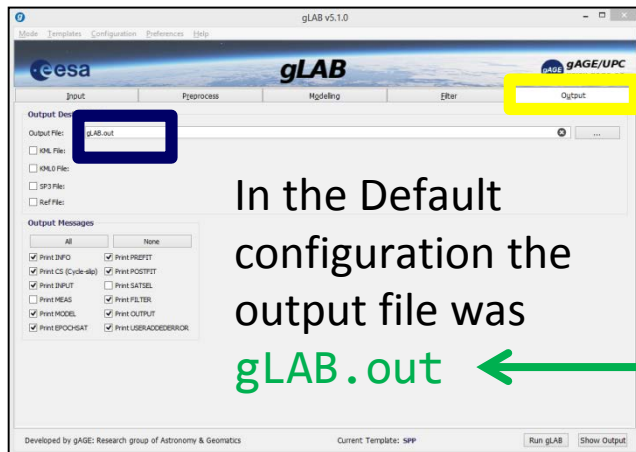 gLAB v5.1.0
Mode Templates Configuration Preferences Help
esa
gLAB
gAGE gAGE/UPC
Input Preprocess Modeling Filter Output
Output Des
Output File: gLAB.out ...
KML File:
KML0 File:
SP3 File:
Ref File:
Output Messages
All None
Print INFO Print PREFIT
Print CS (Cycle-slip) Print POSTFIT
Print INPUT Print SATSEL
Print MEAS Print FILTER
Print MODEL Print OUTPUT
Print EPOCHSAT Print USERADDEDERROR
In the Default
configuration the
output file was
gLAB.out
Developed by gAGE: Research group of Astronomy & Geomatics Current Template: SPP Run gLAB Show Output